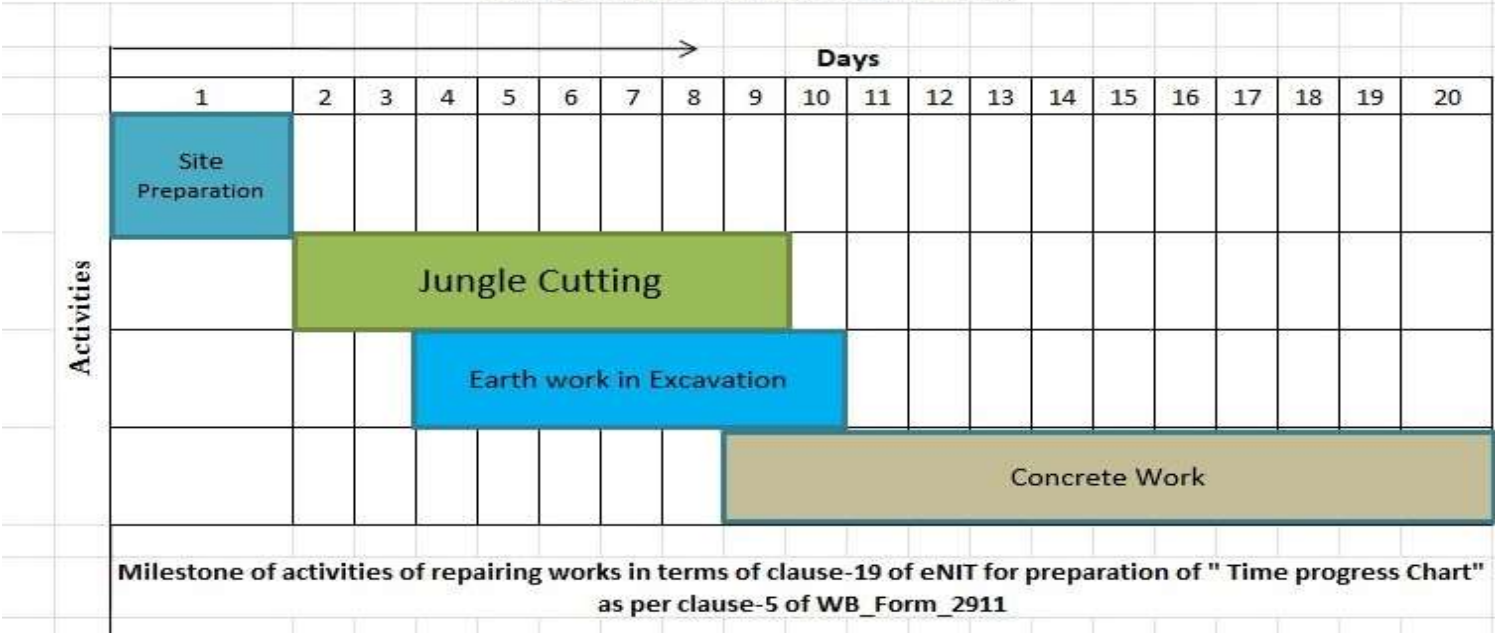 Days
1 2 3 4 5 6 7 8 9 10 11 12 13 14 15 16 17 18 19 20
Site
Preparation
Jungle Cutting
Activities
Earth work in Excavation
Concrete Work
Milestone of activities of repairing works in terms of clause-19 of eNIT for preparation of " Time progress Chart"
as per clause-5 of WB_Form_2911